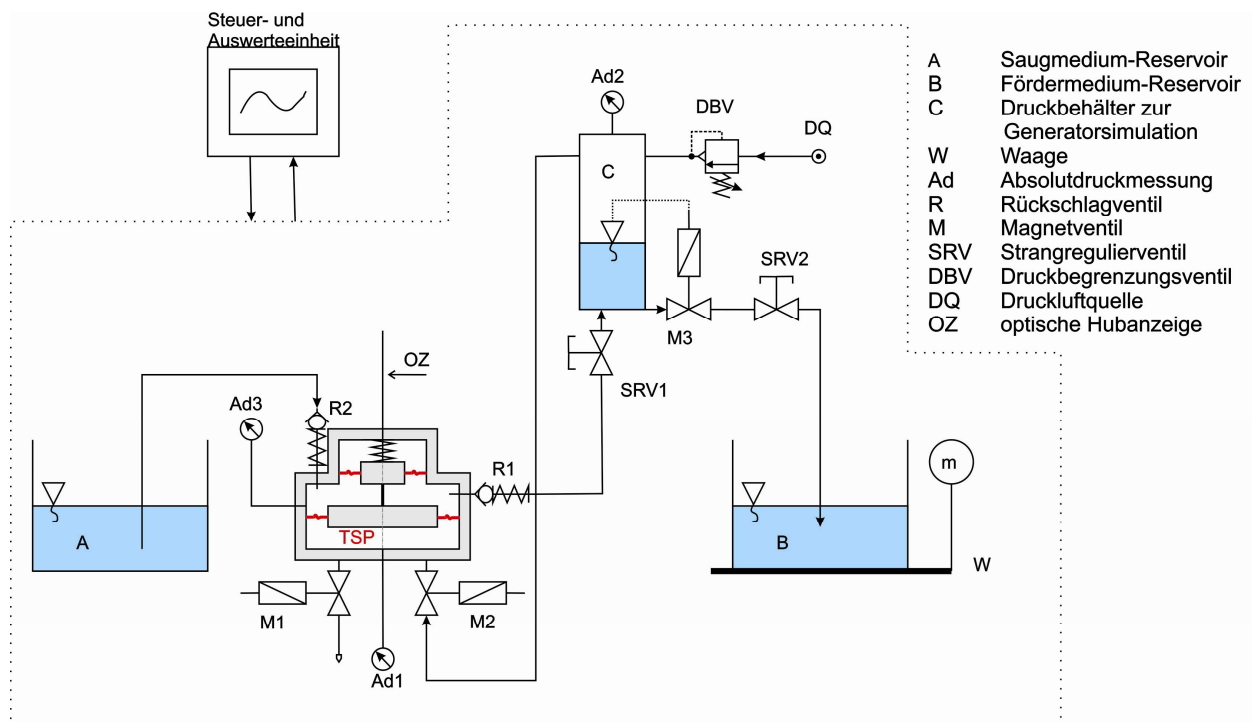 Steuer- und
Auswerteeinheit
Ad2
DBV
DQ
C
SRV2
M3
SRV1
OZ
Ad3
R2
R1
TSP
A
M1
M2
Ad1
m
B
W
A Saugmedium-Reservoir
B Fördermedium-Reservoir
C Druckbehälter zur
Generatorsimulation
W Waage
Ad Absolutdruckmessung
R Rückschlagventil
M Magnetventil
SRV Strangregulierventil
DBV Druckbegrenzungsventil
DQ Druckluftquelle
OZ optische Hubanzeige